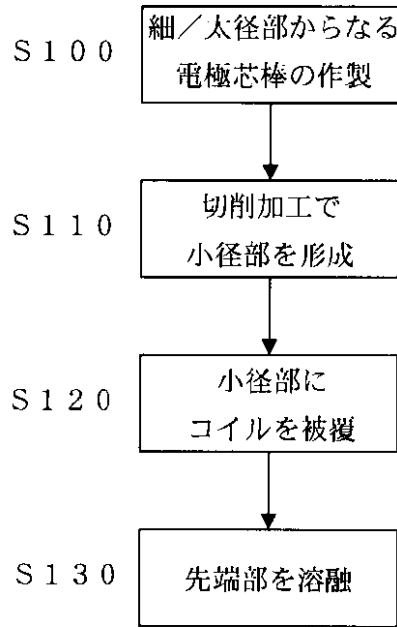 S100
細/太径部からなる
電極芯棒の作製
S110
切削加工で
小径部を形成
S120
小径部に
コイルを被覆
S130
先端部を溶融